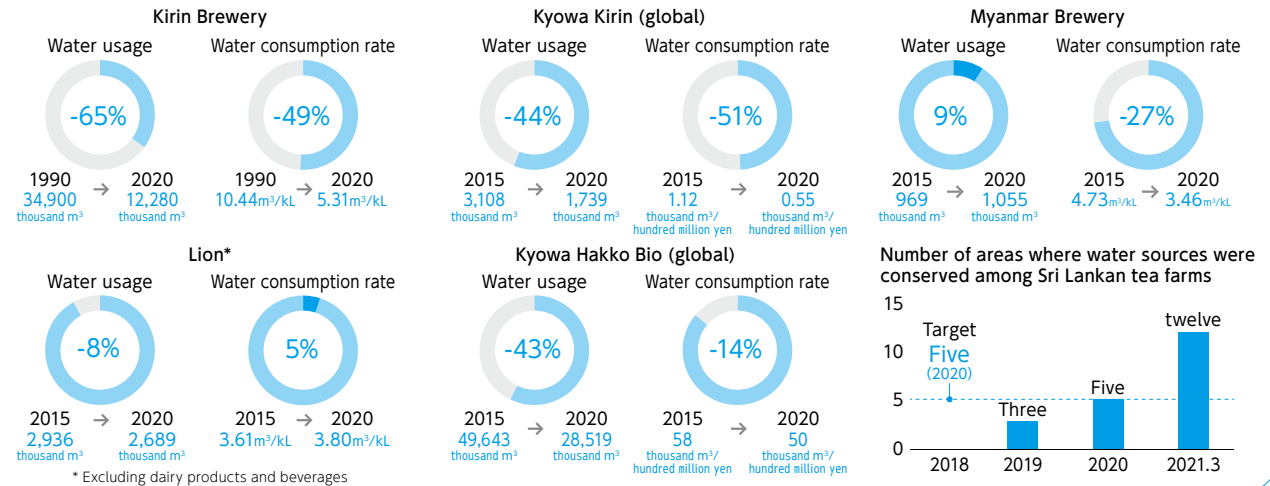 Kirin Brewery
Water usage
Water consumption rate
-65%
-49%
1990 → 2020
34,900 thousand m³
12,280 thousand m³
1990 → 2020
10.44m³/kL
5.31m³/kL
Kyowa Kirin (global)
Water usage
Water consumption rate
-44%
-51%
2015 → 2020
3,108 thousand m³
1,739 thousand m³
2015 → 2020
1.12 thousand m³/ hundred million yen
0.55 thousand m³/ hundred million yen
Myanmar Brewery
Water usage
Water consumption rate
9%
-27%
2015 → 2020
969 thousand m³
1,055 thousand m³
2015 → 2020
4.73m³/kL
3.46m³/kL
Lion*
Water usage
Water consumption rate
-8%
5%
2015 → 2020
2,936 thousand m³
2,689 thousand m³
2015 → 2020
3.61m³/kL
3.80m³/kL
* Excluding dairy products and beverages
Kyowa Hakko Bio (global)
Water usage
Water consumption rate
-43%
-14%
2015 → 2020
49,643 thousand m³
28,519 thousand m³
2015 → 2020
58 thousand m³/ hundred million yen
50 thousand m³/ hundred million yen
Number of areas where water sources were
conserved among Sri Lankan tea farms
15
10
5
0
Target
Five
(2020)
Three
Five
twelve
2018
2019
2020
2021.3